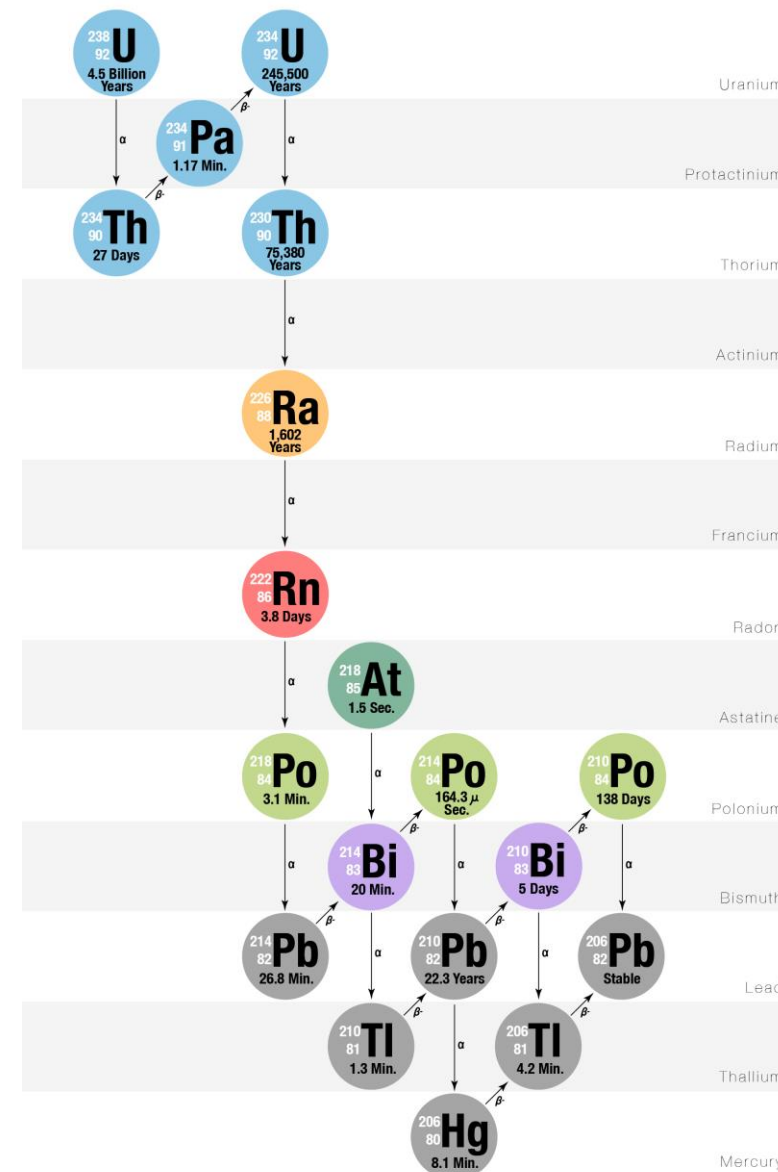 238
92 U
4.5 Billion
Years
234
92 U
245,500
Years
Uranium
α
β-
α
234
91 Pa
1.17 Min.
Protactinium
β-
234
90 Th
27 Days
230
90 Th
75,380
Years
Thorium
α
Actinium
226
88 Ra
1,602
Years
Radium
α
Francium
222
86 Rn
3.8 Days
Radon
α
218
85 At
1.5 Sec.
Astatine
218
84 Po
3.1 Min.
α
214
84 Po
164.3 μ
Sec.
210
84 Po
138 Days
Polonium
β-
β-
α
214
83 Bi
20 Min.
α
210
83 Bi
5 Days
α
Bismuth
β-
β-
214
82 Pb
26.8 Min.
α
210
82 Pb
22.3 Years
α
206
82 Pb
Stable
Lead
β-
β-
210
81 Tl
1.3 Min.
α
206
81 Tl
4.2 Min.
Thallium
β-
206
80 Hg
8.1 Min.
Mercury